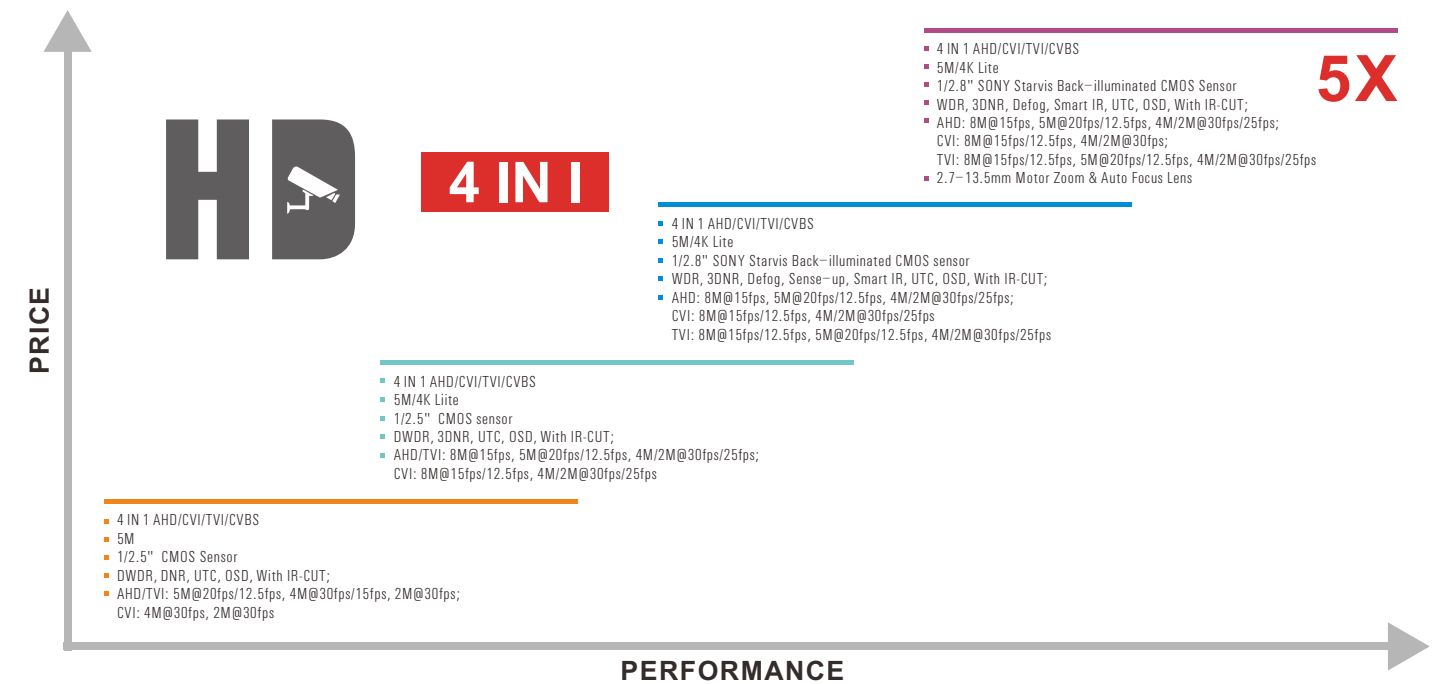 4 IN 1 AHD/CVI/TVI/CVBS
5M/4K Lite
1/2.8" SONY Starvis Back−illuminated CMOS Sensor
WDR, 3DNR, Defog, Smart IR, UTC, OSD, With IR-CUT;
AHD: 8M@15fps, 5M@20fps/12.5fps, 4M/2M@30fps/25fps;
CVI: 8M@15fps/12.5fps, 4M/2M@30fps;
TVI: 8M@15fps/12.5fps, 5M@20fps/12.5fps, 4M/2M@30fps/25fps
2.7−13.5mm Motor Zoom & Auto Focus Lens
5X
HD
4 IN I
4 IN 1 AHD/CVI/TVI/CVBS
5M/4K Lite
1/2.8" SONY Starvis Back−illuminated CMOS sensor
WDR, 3DNR, Defog, Sense−up, Smart IR, UTC, OSD, With IR-CUT;
AHD: 8M@15fps, 5M@20fps/12.5fps, 4M/2M@30fps/25fps;
CVI: 8M@15fps/12.5fps, 4M/2M@30fps/25fps
TVI: 8M@15fps/12.5fps, 5M@20fps/12.5fps, 4M/2M@30fps/25fps
PRICE
4 IN 1 AHD/CVI/TVI/CVBS
5M/4K Liite
1/2.5" CMOS sensor
DWDR, 3DNR, UTC, OSD, With IR-CUT;
AHD/TVI: 8M@15fps, 5M@20fps/12.5fps, 4M/2M@30fps/25fps;
CVI: 8M@15fps/12.5fps, 4M/2M@30fps/25fps
4 IN 1 AHD/CVI/TVI/CVBS
5M
1/2.5" CMOS Sensor
DWDR, DNR, UTC, OSD, With IR-CUT;
AHD/TVI: 5M@20fps/12.5fps, 4M@30fps/15fps, 2M@30fps;
CVI: 4M@30fps, 2M@30fps
PERFORMANCE